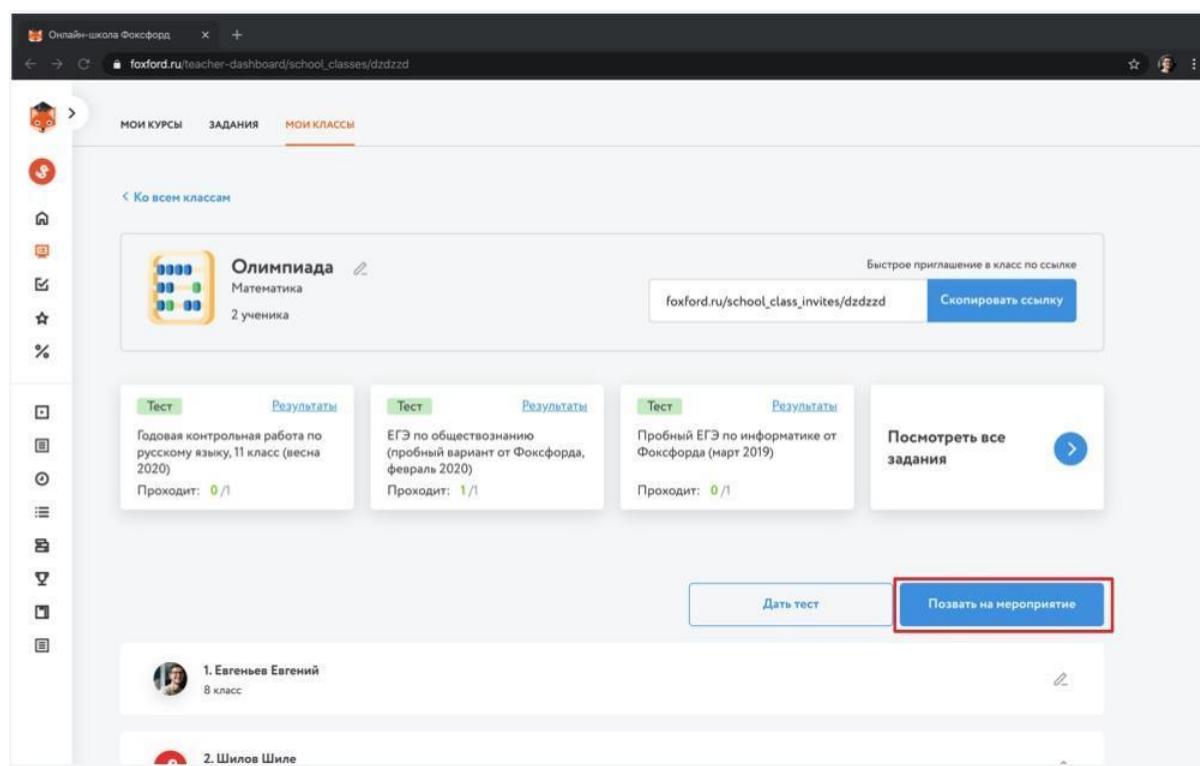 Онлайн-школа Фоксфорд
foxford.ru/teacher-dashboard/school_classes/dzdzzd
МОИ КУРСЫ ЗАДАНИЯ МОИ КЛАССЫ
Ко всем классам
Олимпиада
Математика
2 ученика
Быстрое приглашение в класс по ссылке
foxford.ru/school_class_invites/dzdzzd Скопировать ссылку
Тест Результаты
Годовая контрольная работа по
русскому языку, 11 класс (весна
2020)
Проходит: 0/1
Тест Результаты
ЕГЭ по обществознанию
(пробный вариант от Фоксфорда,
февраль 2020)
Проходит: 1/1
Тест Результаты
Пробный ЕГЭ по информатике от
Фоксфорда (март 2019)
Проходит: 0/1
Посмотреть все
задания
Дать тест Позвать на мероприятие
1. Евгеньев Евгений
8 класс
2. Шилов Шиле